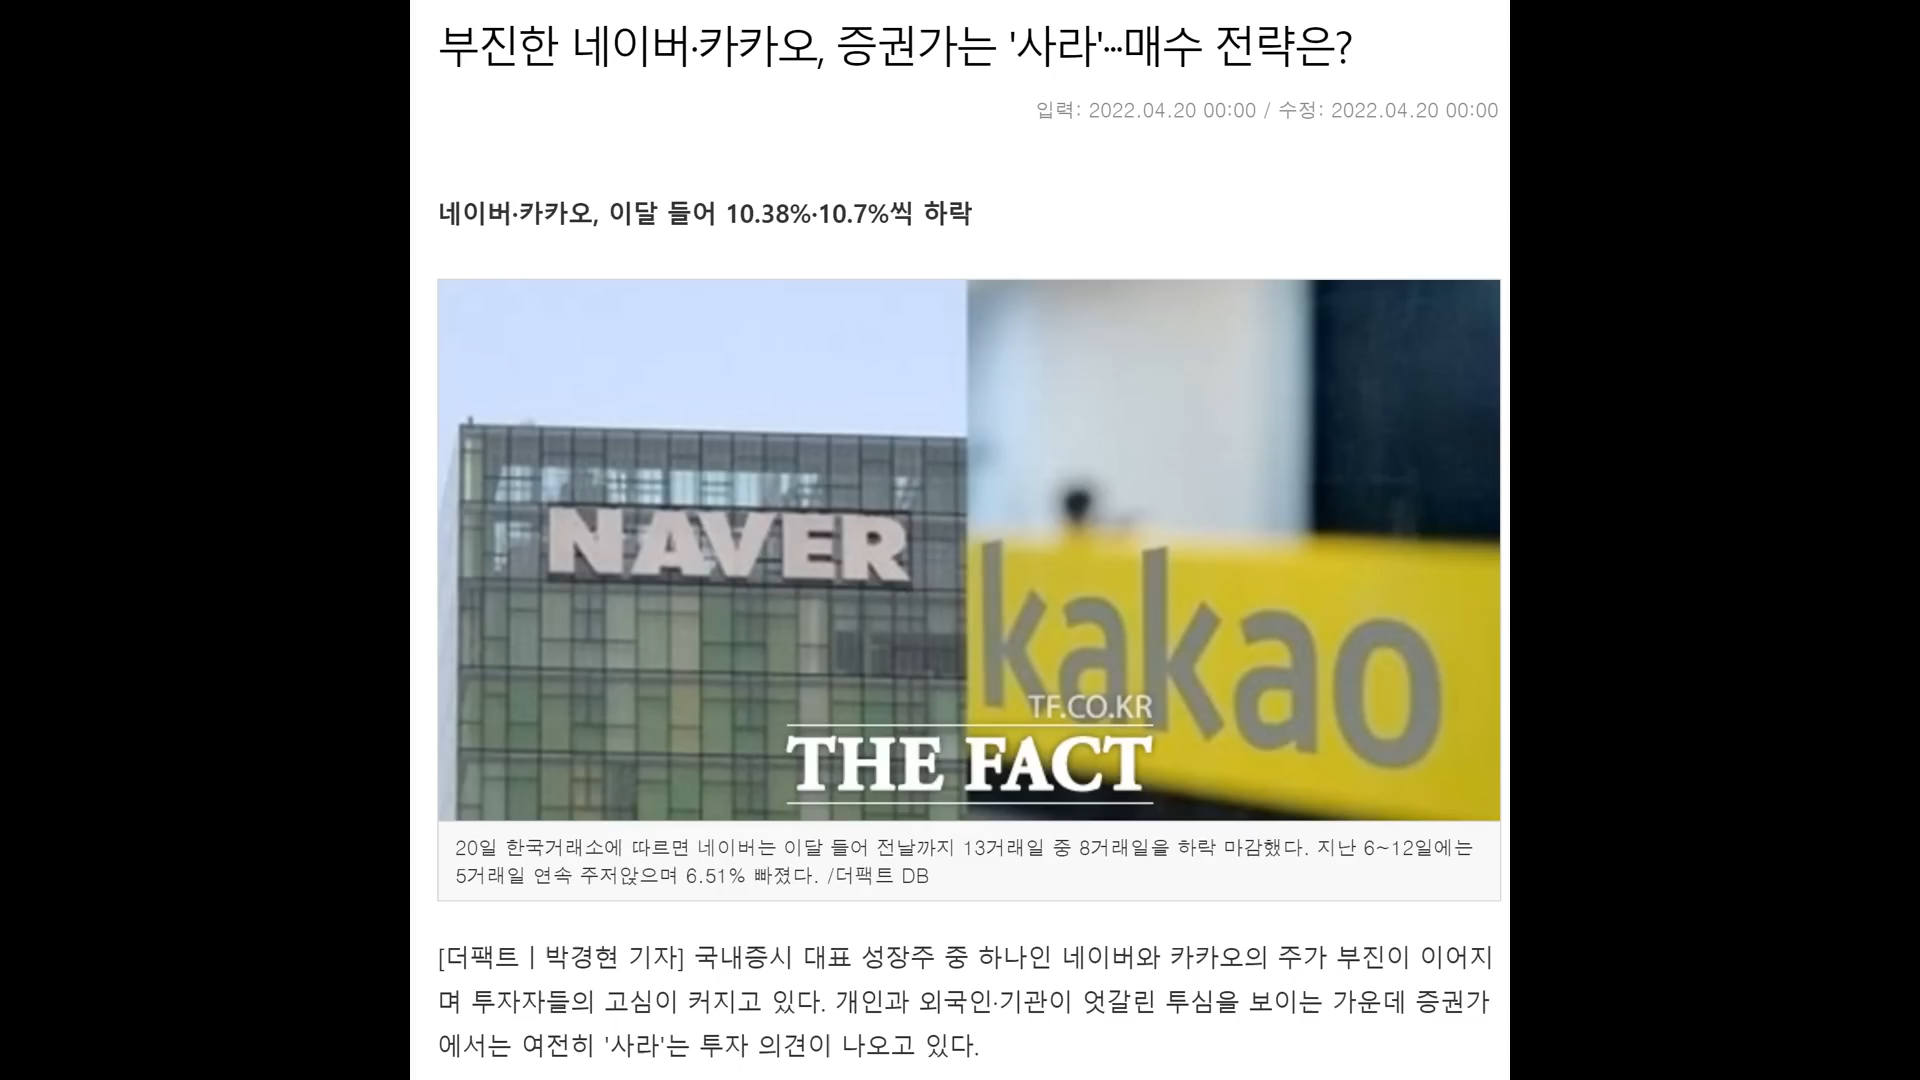 부진한 네이버·카카오, 증권가는 '사라'…매수 전략은?
입력: 2022.04.20 00:00 / 수정: 2022.04.20 00:00
네이버·카카오, 이달 들어 10.38%·10.7%씩 하락
NAVER
kakao
TF.CO.KR
THE FACT
20일 한국거래소에 따르면 네이버는 이달 들어 전날까지 13거래일 중 8거래일을 하락 마감했다. 지난 6~12일에는
5거래일 연속 주저앉으며 6.51% 빠졌다. /더팩트 DB
[더팩트ㅣ박경현 기자] 국내증시 대표 성장주 중 하나인 네이버와 카카오의 주가 부진이 이어지
며 투자자들의 고심이 커지고 있다. 개인과 외국인·기관이 엇갈린 투심을 보이는 가운데 증권가
에서는 여전히 '사라'는 투자 의견이 나오고 있다.